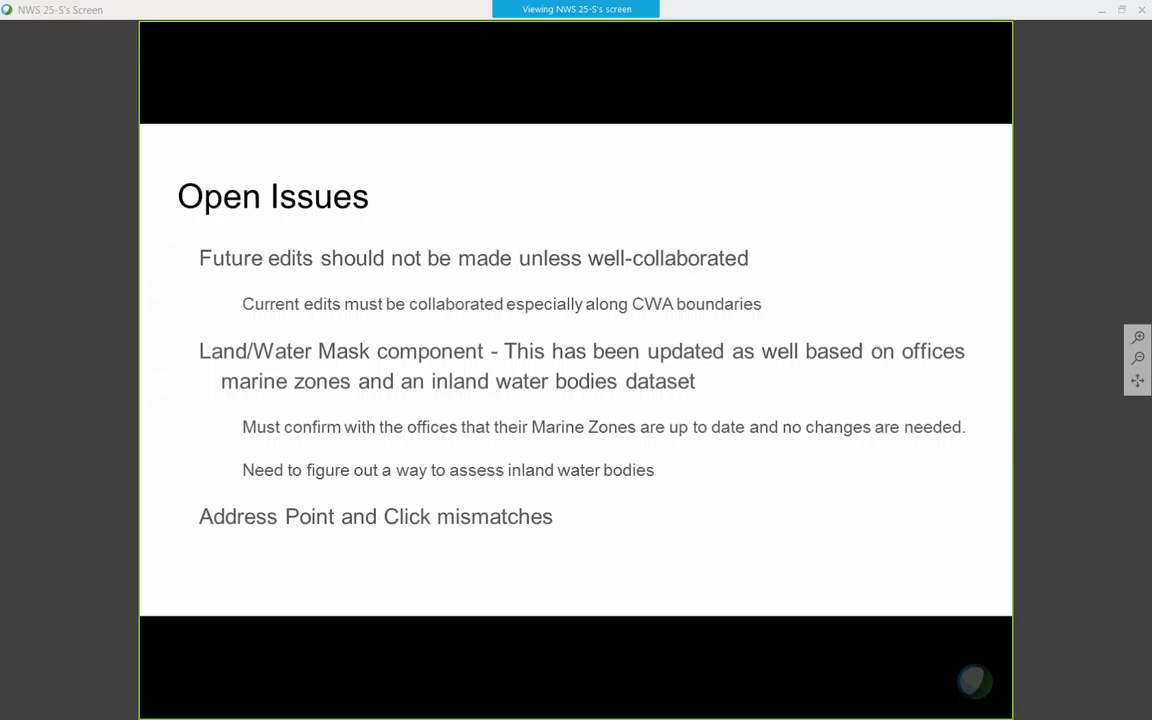 NWS 25-S's Screen
Viewing NWS 25-S's screen
Open Issues
Future edits should not be made unless well-collaborated
Current edits must be collaborated especially along CWA boundaries
Land/Water Mask component - This has been updated as well based on offices
marine zones and an inland water bodies dataset
Must confirm with the offices that their Marine Zones are up to date and no changes are needed.
Need to figure out a way to assess inland water bodies
Address Point and Click mismatches